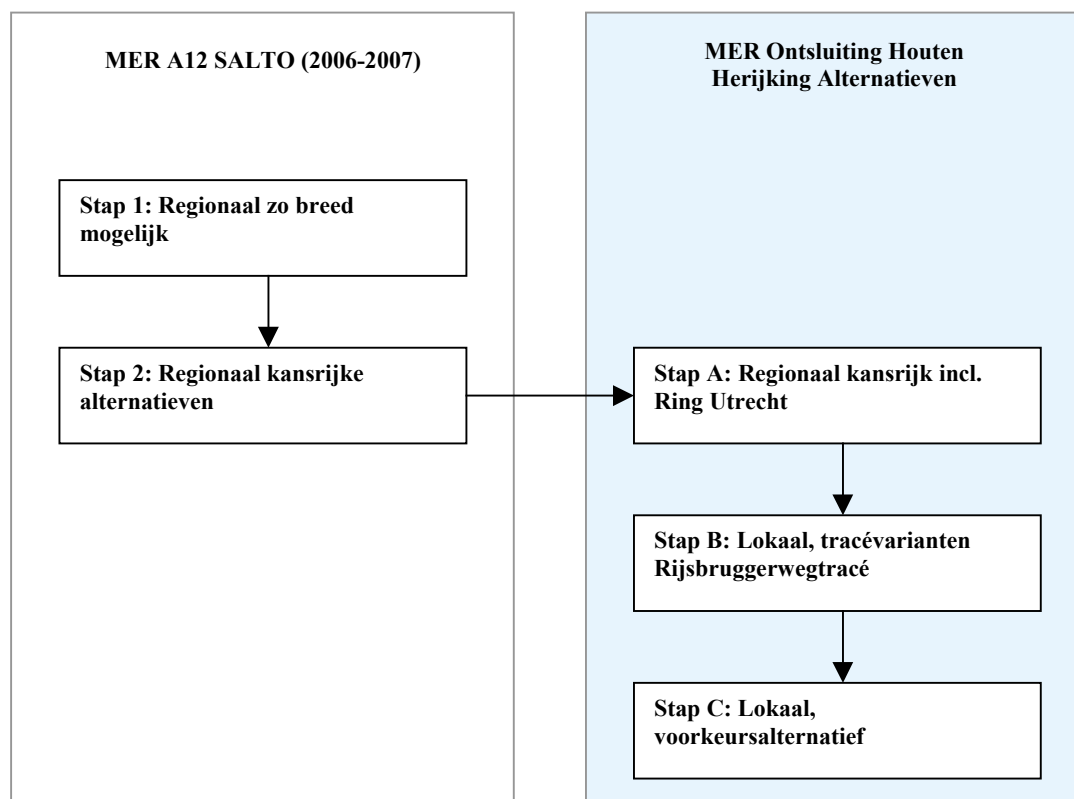 MER A12 SALTO (2006-2007)
Stap 1: Regionaal zo breed
mogelijk
Stap 2: Regionaal kansrijke
alternatieven
MER Ontsluiting Houten
Herijking Alternatieven
Stap A: Regionaal kansrijk incl.
Ring Utrecht
Stap B: Lokaal, tracévarianten
Rijsbruggerwegtracé
Stap C: Lokaal,
voorkeursalternatief